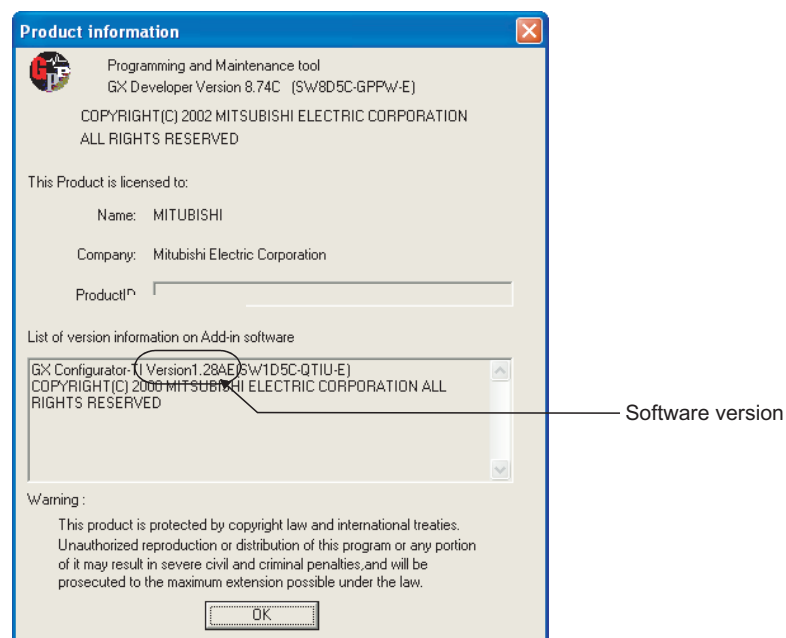 Product information
Programming and Maintenance tool
GX Developer Version 8.74C (SW8D5C-GPPW-E)
COPYRIGHT(C) 2002 MITSUBISHI ELECTRIC CORPORATION
ALL RIGHTS RESERVED
This Product is licensed to:
Name: MITUBISHI
Company: Mitubishi Electric Corporation
ProductID
List of version information on Add-in software
GX Configurator-TI Version1.28AE(SW1D5C-QTIU-E)
COPYRIGHT(C) 2000 MITSUBISHI ELECTRIC CORPORATION ALL
RIGHTS RESERVED
Software version
Warning :
This product is protected by copyright law and international treaties.
Unauthorized reproduction or distribution of this program or any portion
of it may result in severe civil and criminal penalties,and will be
prosecuted to the maximum extension possible under the law.
OK